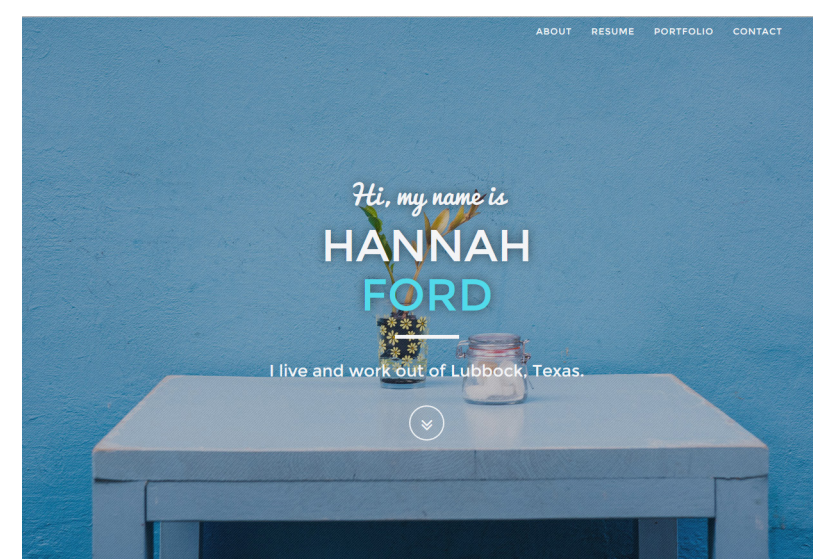 ABOUT RESUME PORTFOLIO CONTACT
Hi, my name is
HANNAH
FORD
I live and work out of Lubbock, Texas.